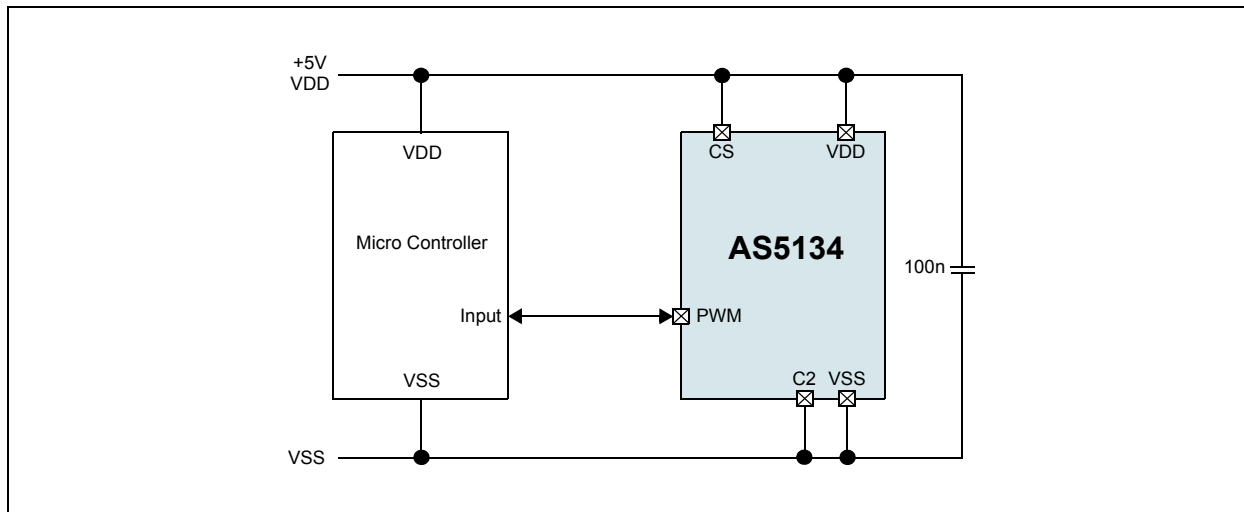 +5V
VDD
VDD
CS
VDD
Micro Controller
AS5134
100n
Input
PWM
VSS
C2
VSS
VSS